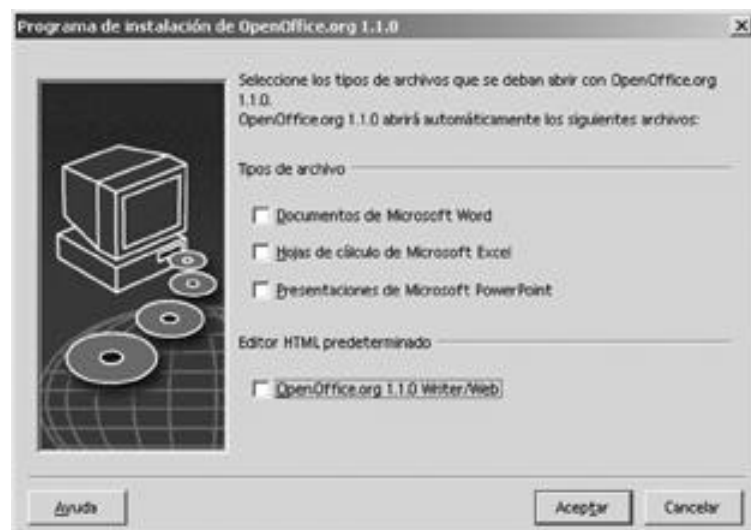 Programa de instalación de OpenOffice.org 1.1.0
Seleccione los tipos de archivos que se deban abrir con OpenOffice.org
1.1.0.
OpenOffice.org 1.1.0 abrirá automáticamente los siguientes archivos:
Tipos de archivo
Documentos de Microsoft Word
Hojas de cálculo de Microsoft Excel
Presentaciones de Microsoft PowerPoint
Editor HTML predeterminado
OpenOffice.org 1.1.0 Writer/Web
Ayuda
Aceptar
Cancelar